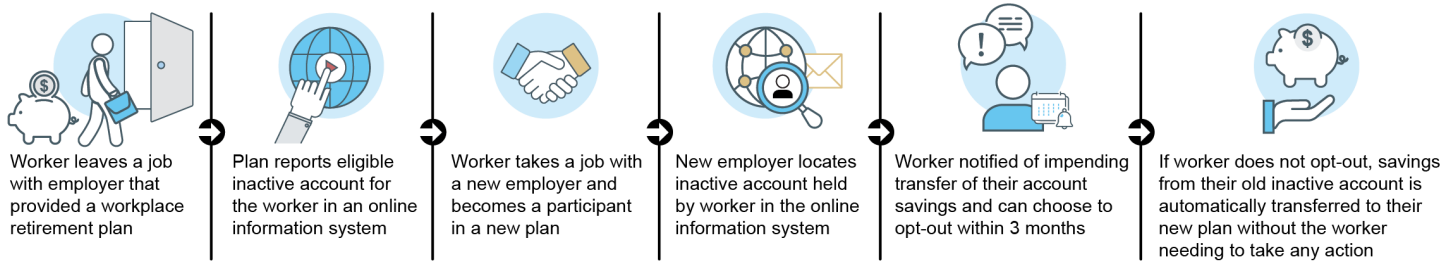 Worker leaves a job
with employer that
provided a workplace
retirement plan
Plan reports eligible
inactive account for
the worker in an online
information system
Worker takes a job with
a new employer and
becomes a participant
in a new plan
New employer locates
inactive account held
by worker in the online
information system
Worker notified of impending
transfer of their account
savings and can choose to
opt-out within 3 months
If worker does not opt-out, savings
from their old inactive account is
automatically transferred to their
new plan without the worker
needing to take any action